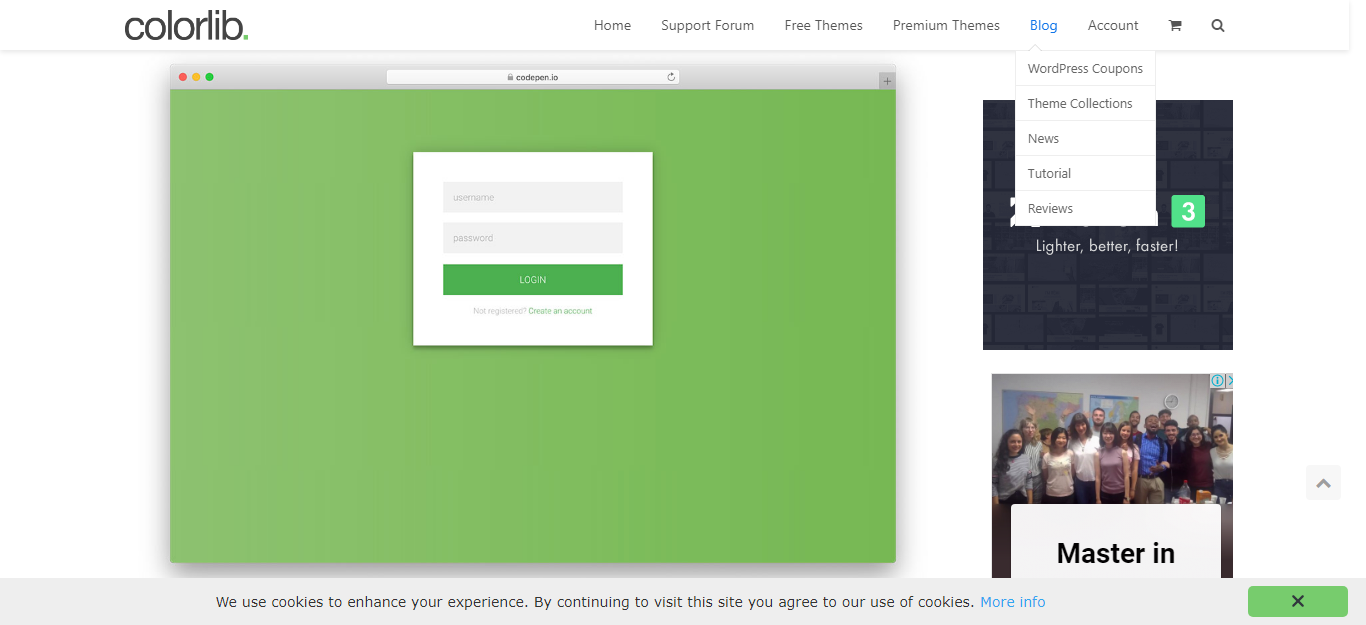 colorlib.
Home Support Forum Free Themes Premium Themes Blog Account
WordPress Coupons
Theme Collections
News
Tutorial
Reviews
codepen.io
username
password
LOGIN
Not registered? Create an account
3
Lighter, better, faster!
Master in
We use cookies to enhance your experience. By continuing to visit this site you agree to our use of cookies. More info